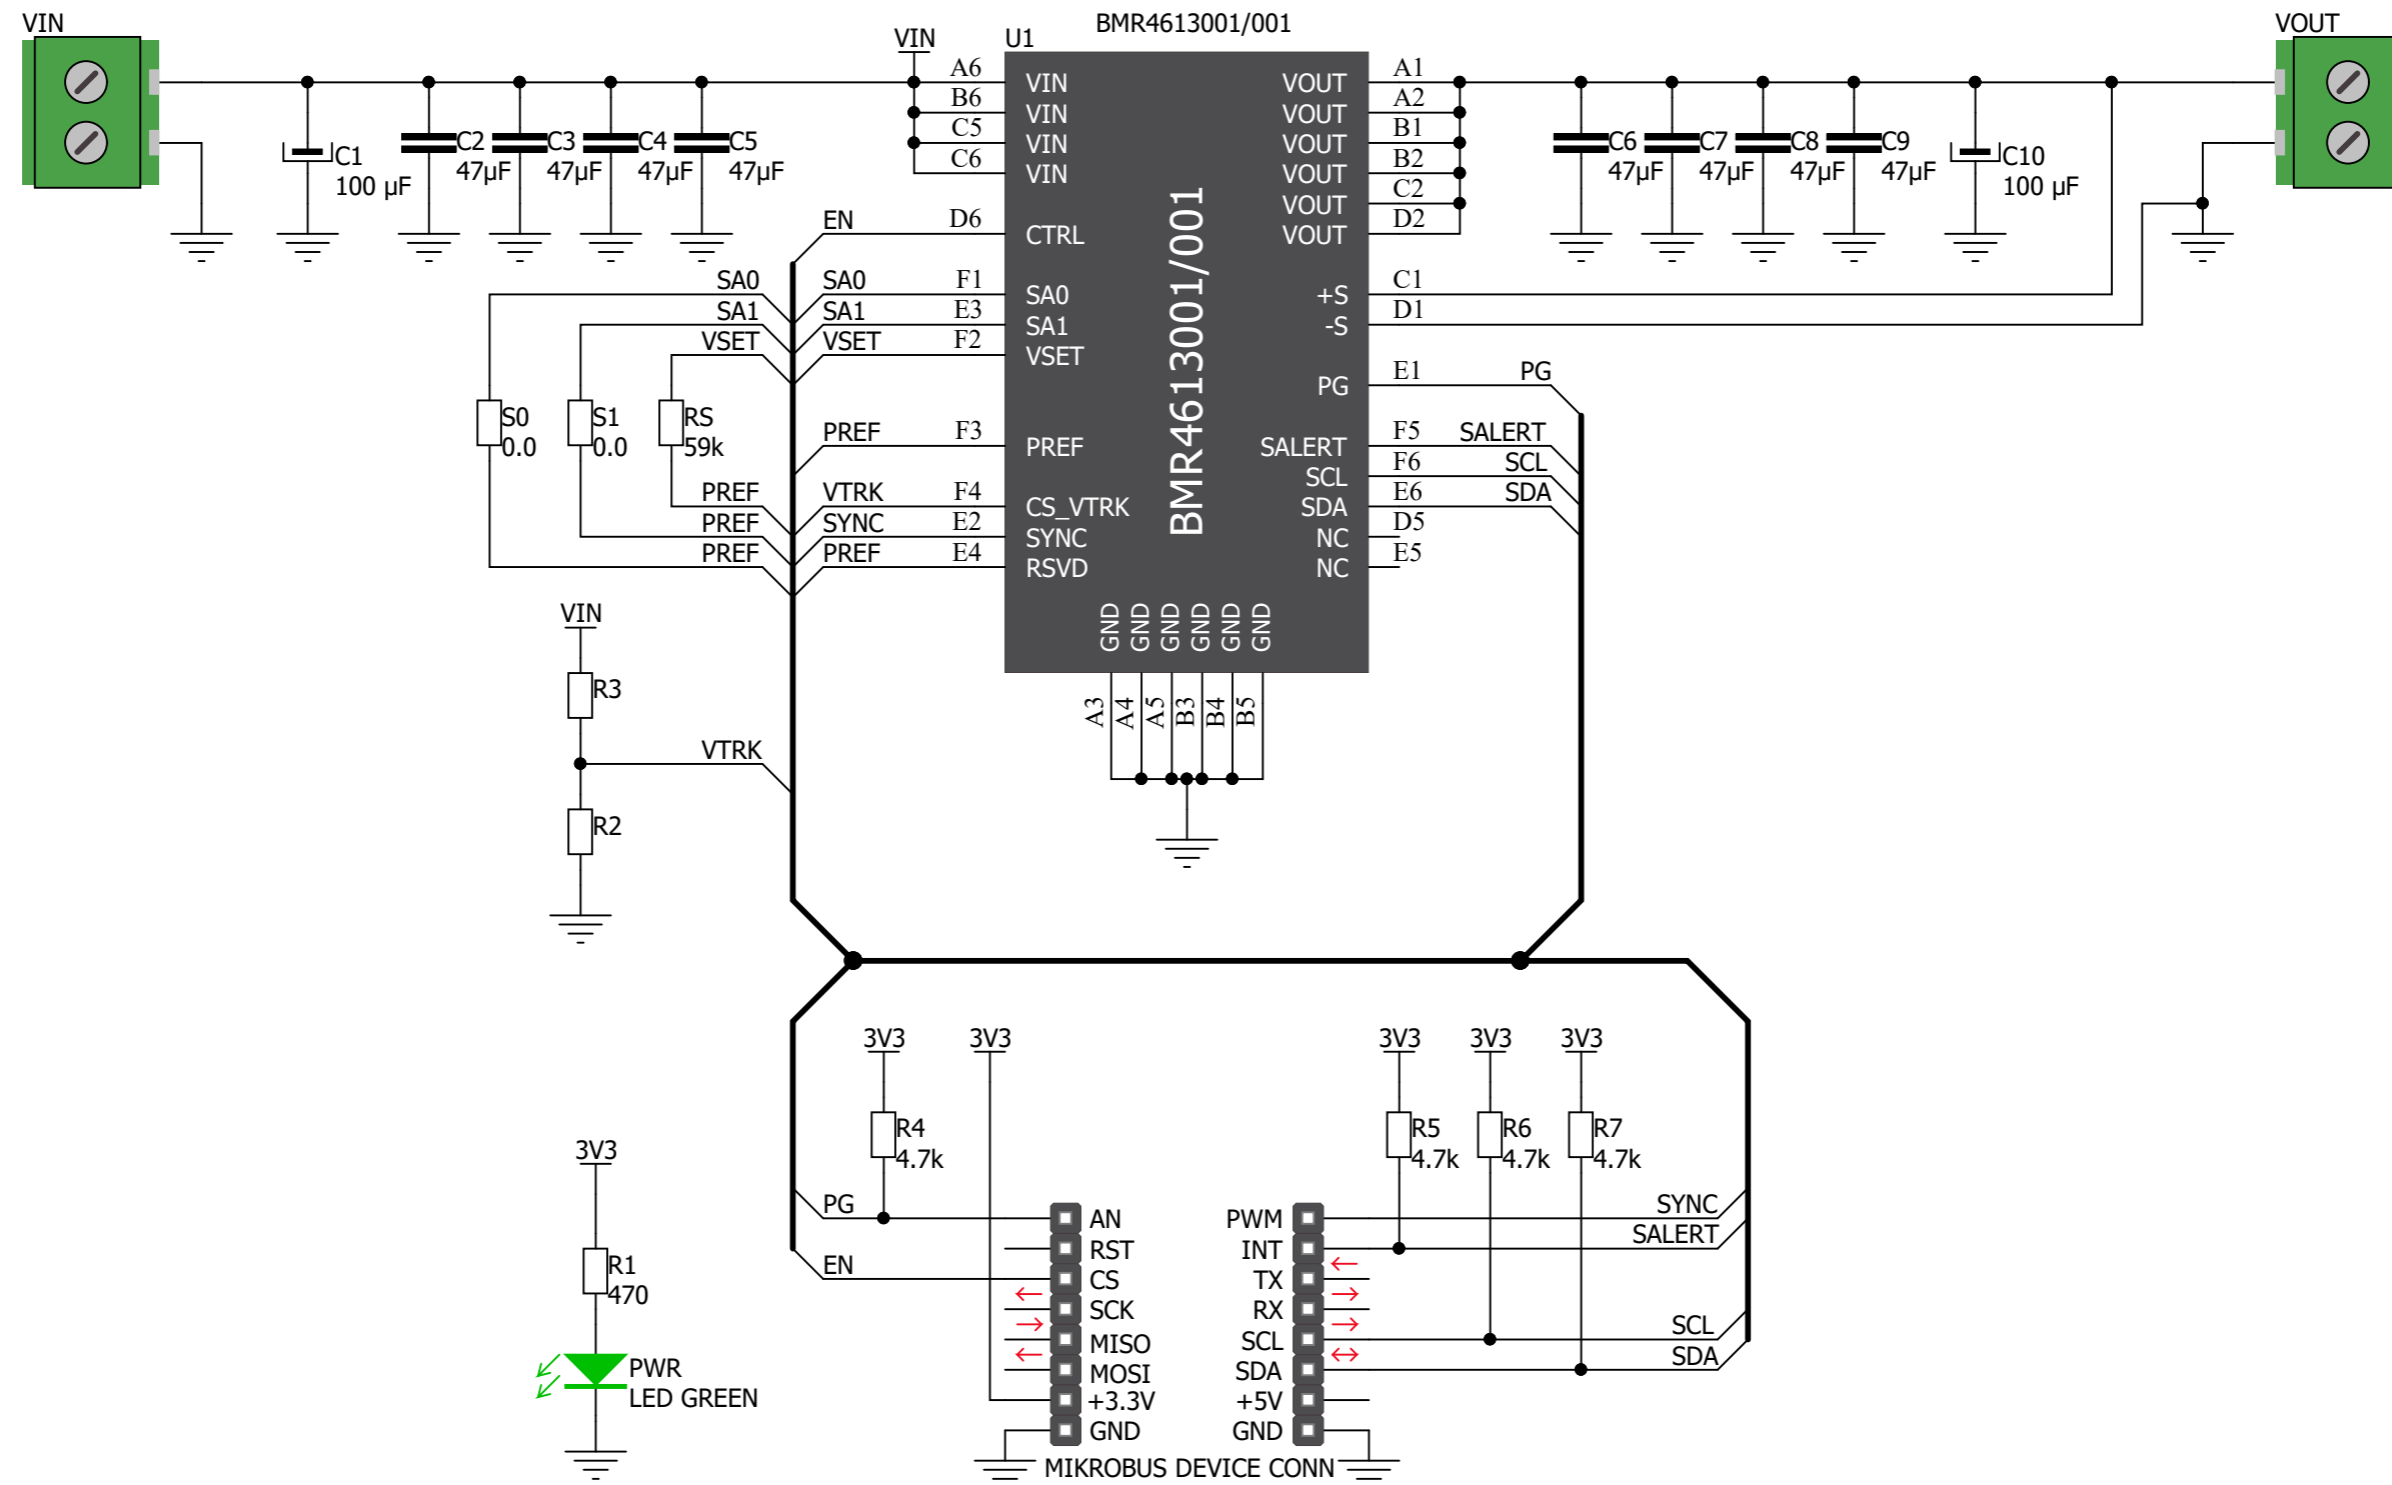 VIN
BMR4613001/001
VOUT
VIN
U1
A6
VIN
VOUT
A1
B6
VIN
VOUT
A2
C5
VIN
VOUT
B1
C6
VIN
VOUT
B2
VOUT
C2
D6
CTRL
VOUT
D2
EN
C1
100 µF
C2
47µF
C3
47µF
C4
47µF
C5
47µF
C6
47µF
C7
47µF
C8
47µF
C9
47µF
C10
100 µF
BMR4613001/001
SA0
SA0
F1
SA0
+S
C1
SA1
SA1
E3
SA1
-S
D1
VSET
VSET
F2
VSET
PG
E1
PG
S0
0.0
S1
0.0
RS
59k
PREF
F3
PREF
SALERT
F5
SALERT
SCL
F6
SCL
PREF
VTRK
F4
CS_VTRK
SDA
E6
SDA
PREF
SYNC
E2
SYNC
NC
D5
PREF
PREF
E4
RSVD
NC
E5
GND
GND
GND
GND
GND
GND
A3
A4
A5
B3
B4
B5
VIN
R3
VTRK
R2
3V3
3V3
3V3
3V3
3V3
R4
4.7k
R5
4.7k
R6
4.7k
R7
4.7k
3V3
R1
470
PWR
LED GREEN
PG
AN
PWM
SYNC
RST
INT
SALERT
EN
CS
TX
SCK
RX
MISO
SCL
SCL
MOSI
SDA
SDA
+3.3V
+5V
GND
GND
MIKROBUS DEVICE CONN